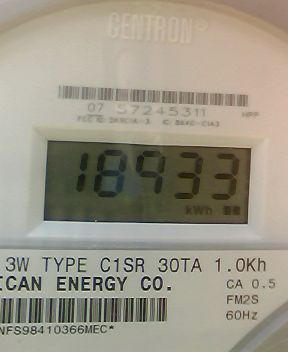 CENTRON®
07 57245311 HPP
18933
kWh
3W TYPE C1SR 30TA 1.0Kh
ICAN ENERGY CO. CA 0.5
FM2S
NFS98410366MEC* 60Hz